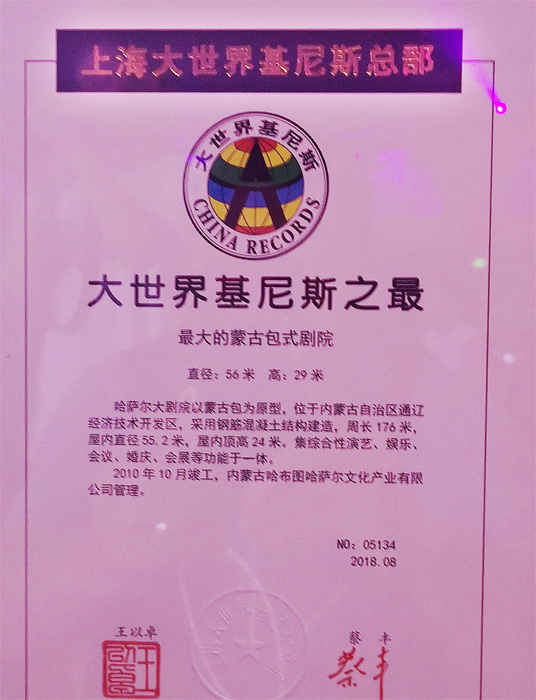 上海大世界基尼斯总部
大世界基尼斯
CHINA RECORDS
大世界基尼斯之最
最大的蒙古包式剧院
直径：56米 高：29米
哈萨尔大剧院以蒙古包为原型，位于内蒙古自治区通辽
经济技术开发区，采用钢筋混凝土结构建造，周长176米，
屋内直径55.2米，屋内顶高24米。集综合性演艺、娱乐、
会议、婚庆、会展等功能于一体。
2010年10月竣工，内蒙古哈布图哈萨尔文化产业有限
公司管理。
NO：05134
2018.08
王以卓
蔡 丰
蔡丰